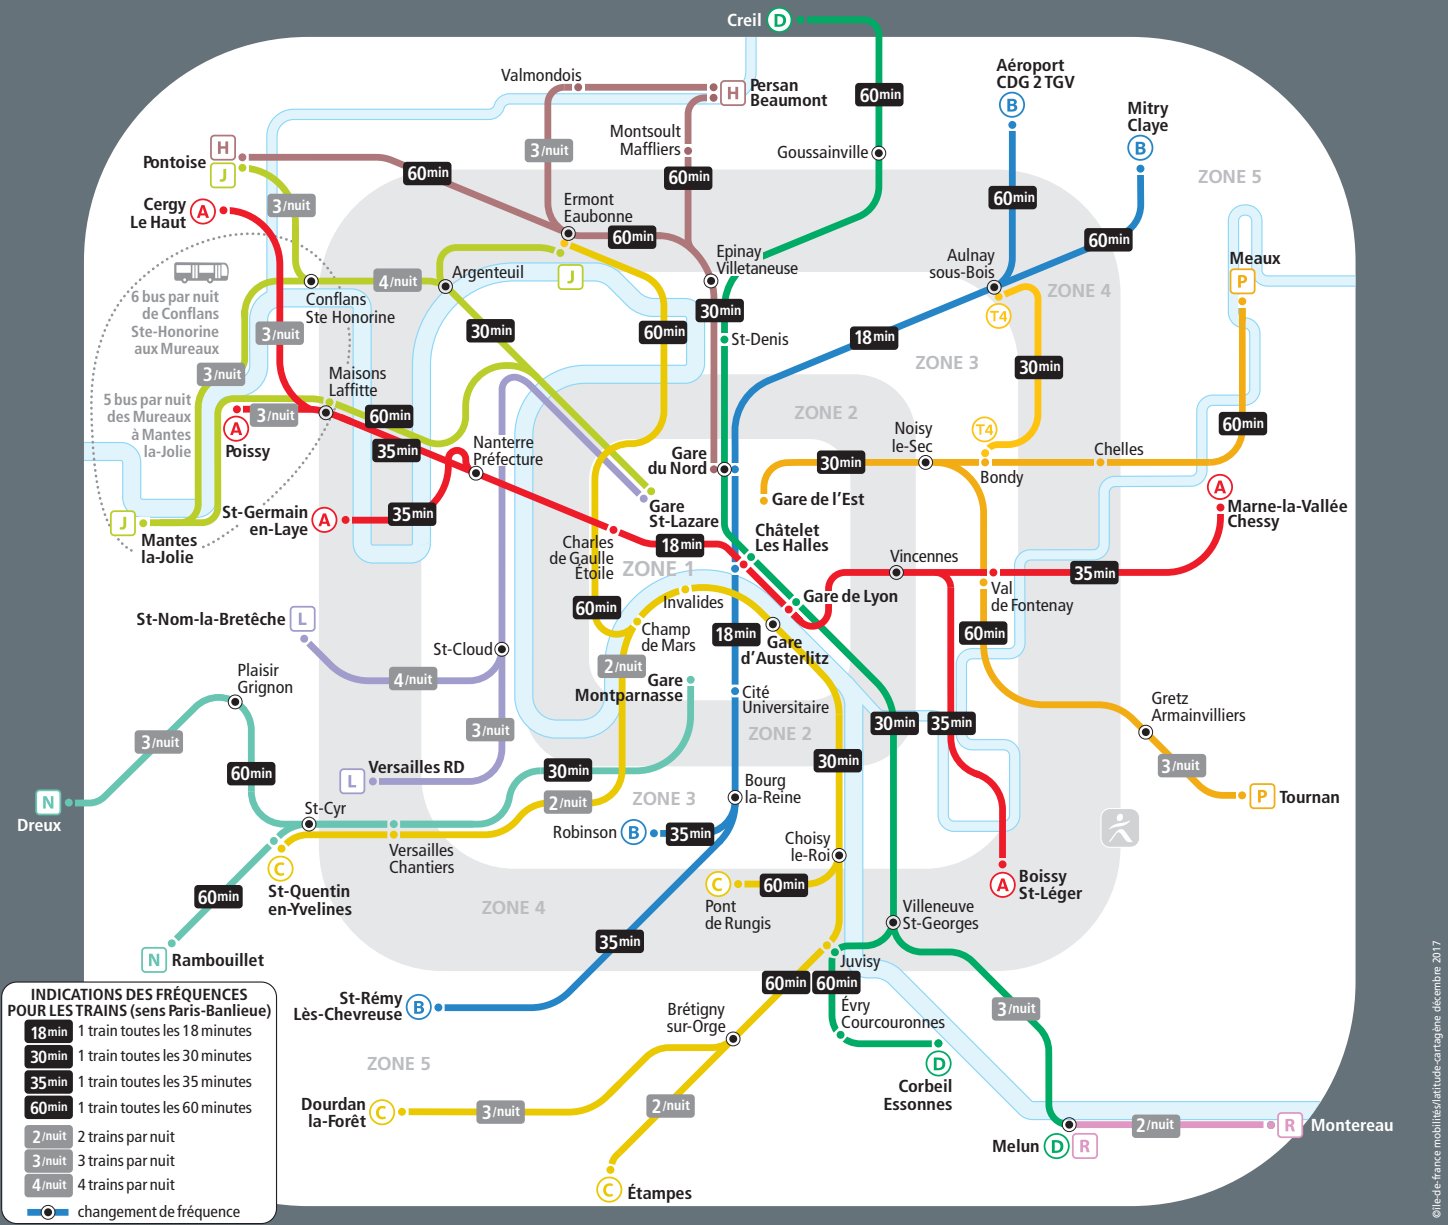 Creil D
60min
Aéroport
CDG 2 TGV
B
Mitry
Claye
B
Valmondois
H
Persan
Beaumont
Montsoult
Maffliers
3/nuit
60min
Goussainville
ZONE 5
H
Pontoise
J
60min
3/nuit
Cergy
Le Haut
A
Ermont
Eaubonne
60min
60min
60min
Epinay
Villetaneuse
Aulnay
sous-Bois
Meaux
P
J
Argenteuil
4/nuit
6 bus par nuit
de Conflans
Ste-Honorine
aux Mureaux
Conflans
Ste Honorine
3/nuit
30min
60min
30min
St-Denis
18min
T4
ZONE 4
ZONE 3
30min
3/nuit
Maisons
Laffitte
5 bus par nuit
des Mureaux
à Mantes
la-Jolie
3/nuit
A
Poissy
60min
35min
ZONE 2
Noisy
le-Sec
T4
60min
Nanterre
Préfecture
Gare
du Nord
30min
Chelles
Bondy
Gare de l'Est
A
Marne-la-Vallée
Chessy
J
Mantes
la-Jolie
St-Germain
en-Laye
A
35min
Gare
St-Lazare
Charles
de Gaulle
Étoile
18min
Châtelet
Les Halles
Vincennes
ZONE 1
35min
Gare de Lyon
Val
de Fontenay
Invalides
60min
St-Nom-la-Bretêche
L
St-Cloud
Champ
de Mars
18min
Gare
d'Austerlitz
60min
2/nuit
4/nuit
Gare
Montparnasse
Cité
Universitaire
Plaisir
Grignon
Gretz
Armainvilliers
3/nuit
3/nuit
ZONE 2
30min
35min
60min
L
Versailles RD
30min
30min
3/nuit
N
Dreux
St-Cyr
2/nuit
ZONE 3
Bourg
la-Reine
P
Tournan
Robinson
B
35min
Versailles
Chantiers
Choisy
le-Roi
C
St-Quentin
en-Yvelines
60min
C
60min
Pont
de Rungis
A
Boissy
St-Léger
ZONE 4
Villeneuve
St-Georges
35min
N
Rambouillet
Juvisy
60min
60min
St-Rémy
Lès-Chevreuse
B
Brétigny
sur-Orge
Évry
Courcouronnes
3/nuit
ZONE 5
D
Corbeil
Essonnes
Dourdan
la-Forêt
C
3/nuit
2/nuit
Melun
D
R
2/nuit
R
Montereau
C
Étampes
INDICATIONS DES FRÉQUENCES
POUR LES TRAINS (sens Paris-Banlieue)
18min 1 train toutes les 18 minutes
30min 1 train toutes les 30 minutes
35min 1 train toutes les 35 minutes
60min 1 train toutes les 60 minutes
2/nuit 2 trains par nuit
3/nuit 3 trains par nuit
4/nuit 4 trains par nuit
changement de fréquence
©ile-de-france mobilités/latitude-cartagène décembre 2017